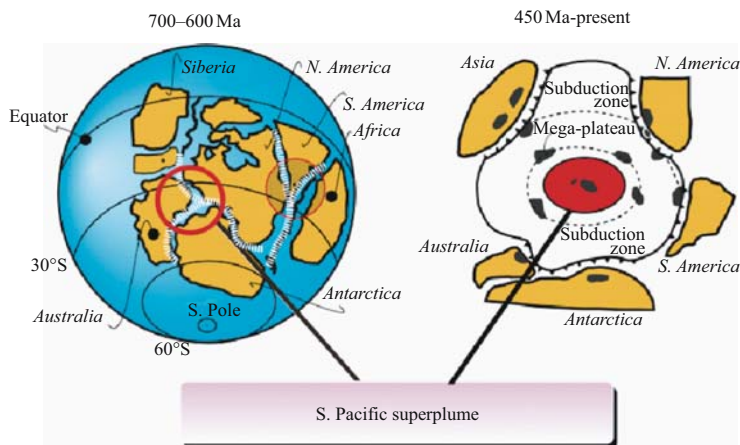 700–600 Ma
450 Ma-present
Siberia
N. America
S. America
Africa
Equator
30°S
Australia
S. Pole
60°S
Antarctica
Asia
N. America
Subduction
zone
Mega-plateau
Subduction
zone
Australia
S. America
Antarctica
S. Pacific superplume